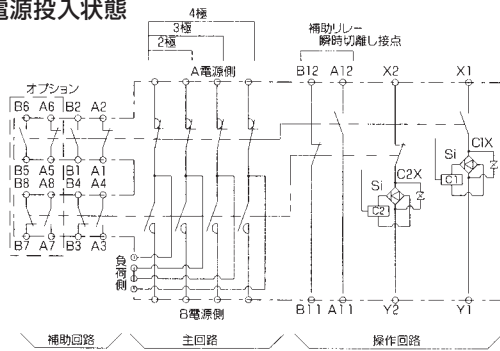 電源投入状態
4極
3極
2極
補助リレー
瞬時切離し接点
A電源側
B12 A12 X2 X1
オプション
B6 A6 B2 A2
B5 A5 B1 A1
B8 A8 B4 A4
B7 A7 B3 A3
C1X
Si
C1
C2X
Si
C2
負荷側
B電源側
B11 A11 Y2 Y1
補助回路 主回路 操作回路